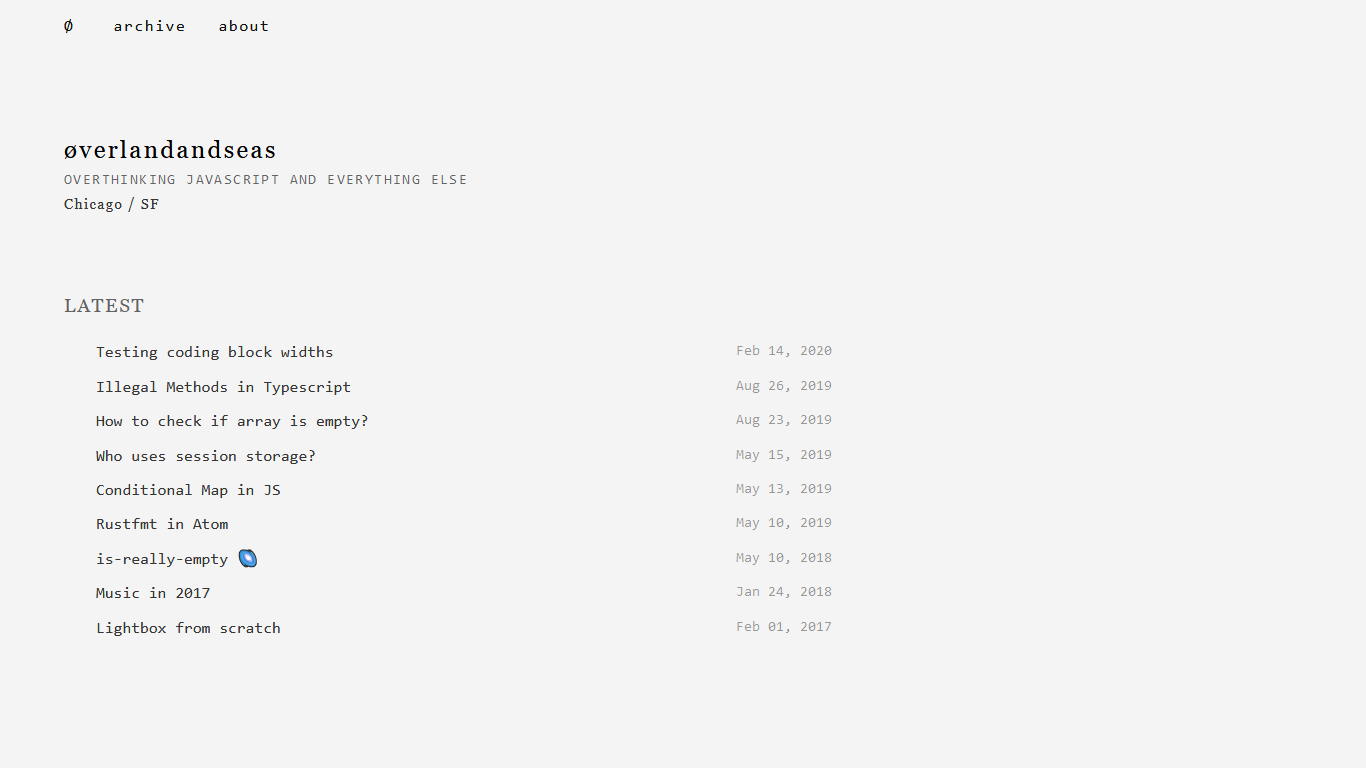 Ø archive about
øverlandandseas
OVERTHINKING JAVASCRIPT AND EVERYTHING ELSE
Chicago / SF
LATEST
Testing coding block widths Feb 14, 2020
Illegal Methods in Typescript Aug 26, 2019
How to check if array is empty? Aug 23, 2019
Who uses session storage? May 15, 2019
Conditional Map in JS May 13, 2019
Rustfmt in Atom May 10, 2019
is-really-empty May 10, 2018
Music in 2017 Jan 24, 2018
Lightbox from scratch Feb 01, 2017